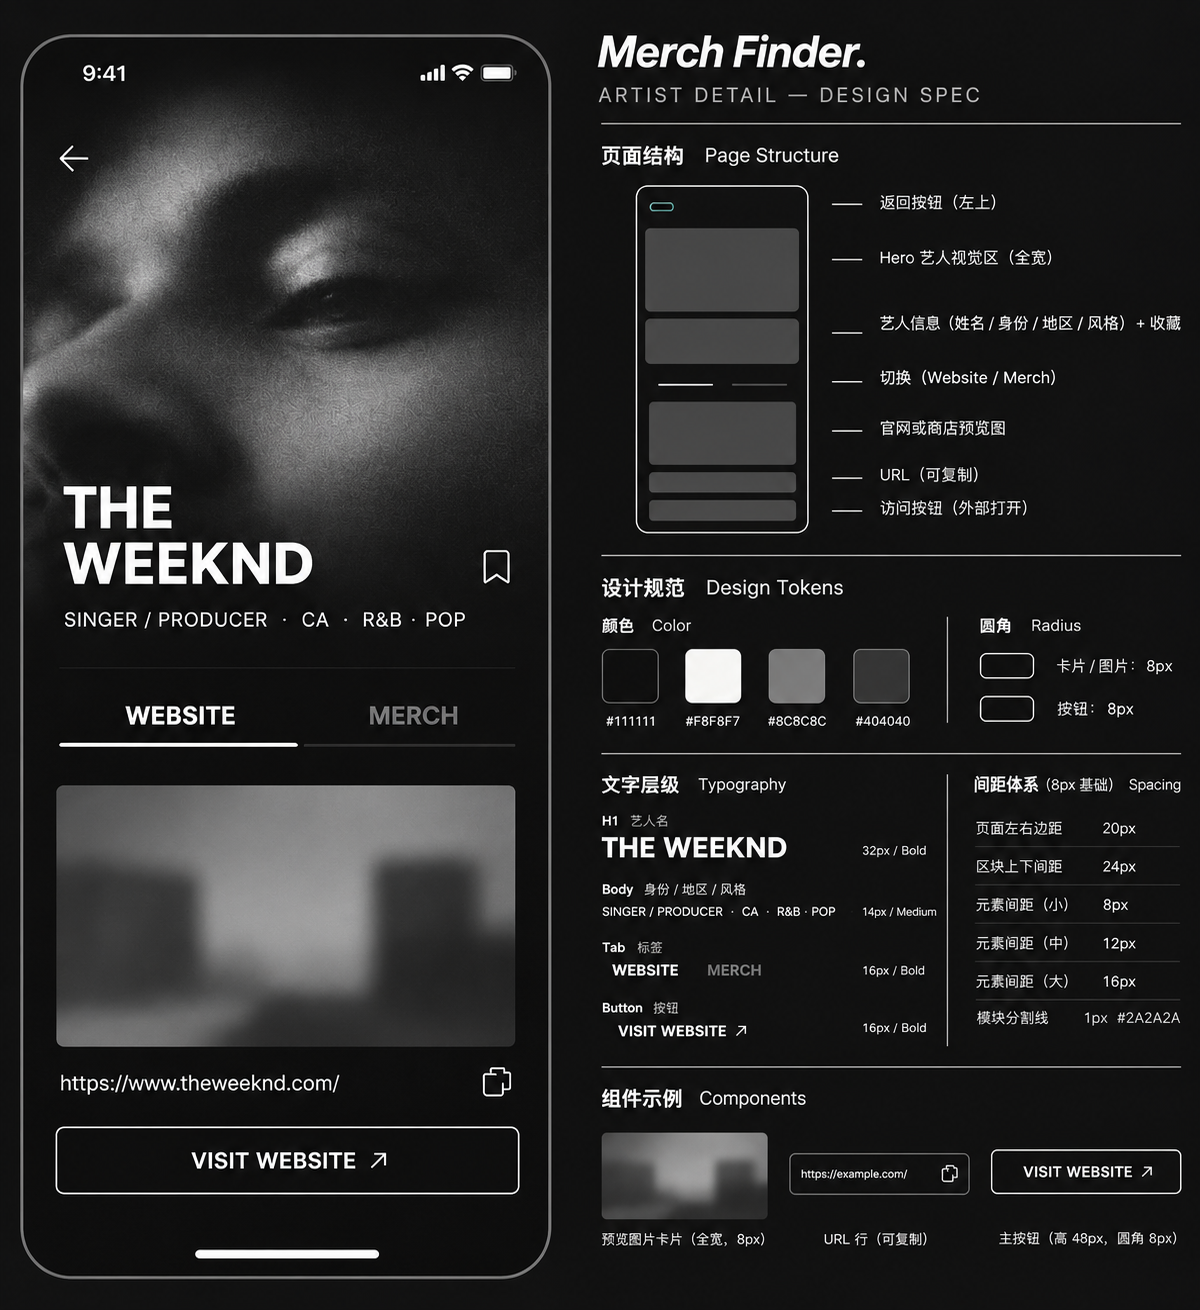 9:41
THE
WEEKND
SINGER / PRODUCER · CA · R&B · POP
WEBSITE MERCH
https://www.theweeknd.com/
VISIT WEBSITE ↗
Merch Finder.
ARTIST DETAIL — DESIGN SPEC
页面结构 Page Structure
返回按钮（左上）
Hero 艺人视觉区（全宽）
艺人信息（姓名 / 身份 / 地区 / 风格）+ 收藏
切换（Website / Merch）
官网或商店预览图
URL（可复制）
访问按钮（外部打开）
设计规范 Design Tokens
颜色 Color
#111111 #F8F8F7 #8C8C8C #404040
圆角 Radius
卡片 / 图片： 8px
按钮： 8px
文字层级 Typography
H1 艺人名
THE WEEKND 32px / Bold
Body 身份 / 地区 / 风格
SINGER / PRODUCER · CA · R&B · POP 14px / Medium
Tab 标签
WEBSITE MERCH 16px / Bold
Button 按钮
VISIT WEBSITE ↗ 16px / Bold
间距体系（8px 基础） Spacing
页面左右边距 20px
区块上下间距 24px
元素间距（小） 8px
元素间距（中） 12px
元素间距（大） 16px
模块分割线 1px #2A2A2A
组件示例 Components
https://example.com/
VISIT WEBSITE ↗
预览图片卡片（全宽，8px）
URL 行（可复制）
主按钮（高 48px，圆角 8px）